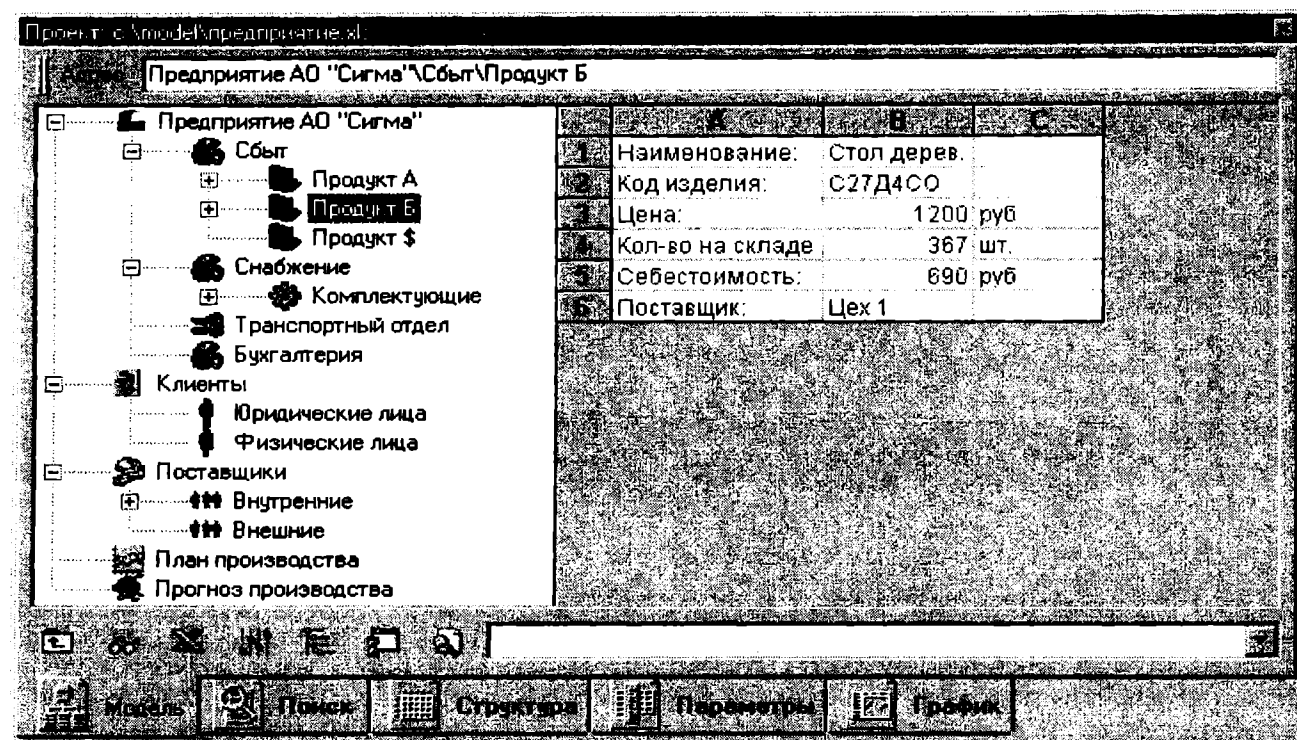 Проект: c:\model\предприятие.xl:
Адрес: Предприятие АО "Сигма"\Сбыт\Продукт Б
Предприятие АО "Сигма"
Сбыт
Продукт А
Продукт Б
Продукт $
Снабжение
Комплектующие
Транспортный отдел
Бухгалтерия
Клиенты
Юридические лица
Физические лица
Поставщики
Внутренние
Внешние
План производства
Прогноз производства
A B C
1 Наименование: Стол дерев.
2 Код изделия: С27Д4СО
3 Цена: 1200 руб
4 Кол-во на складе 367 шт.
5 Себестоимость: 690 руб
6 Поставщик: Цех 1
Модель Поиск Структура Параметры График